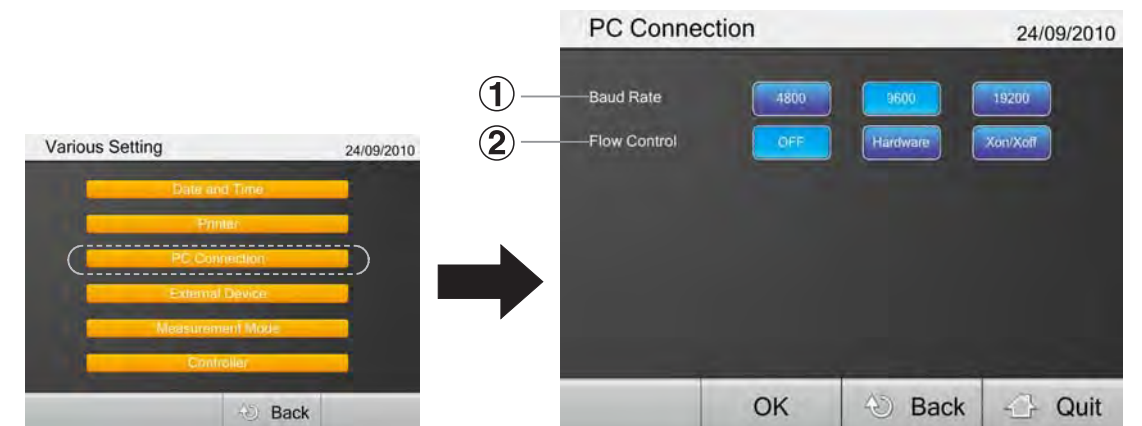 Various Setting 24/09/2010
Date and Time
Printer
PC Connection
External Device
Measurement Mode
Controller
Back
PC Connection 24/09/2010
① Baud Rate 4800 9600 19200
② Flow Control OFF Hardware Xon/Xoff
OK Back Quit